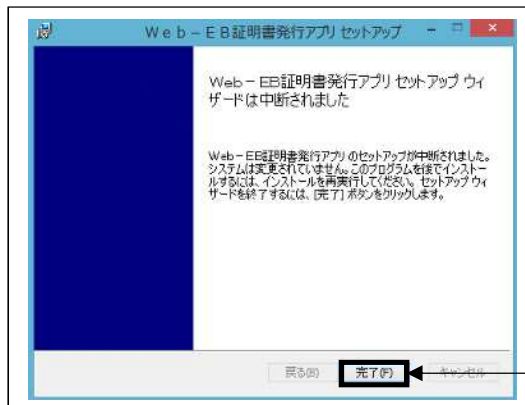 Ｗｅｂ－ＥＢ証明書発行アプリ セットアップ
Ｗｅｂ－ＥＢ証明書発行アプリ セットアップ ウィ
ザードは中断されました
Ｗｅｂ－ＥＢ証明書発行アプリ のセットアップが中断されました。
システムは変更されていません。このプログラムを後でインストー
ルするには、インストールを再実行してください。 セットアップ ウィ
ザードを終了するには、[完了] ボタンをクリックします。
戻る(B)
完了(F)
キャンセル